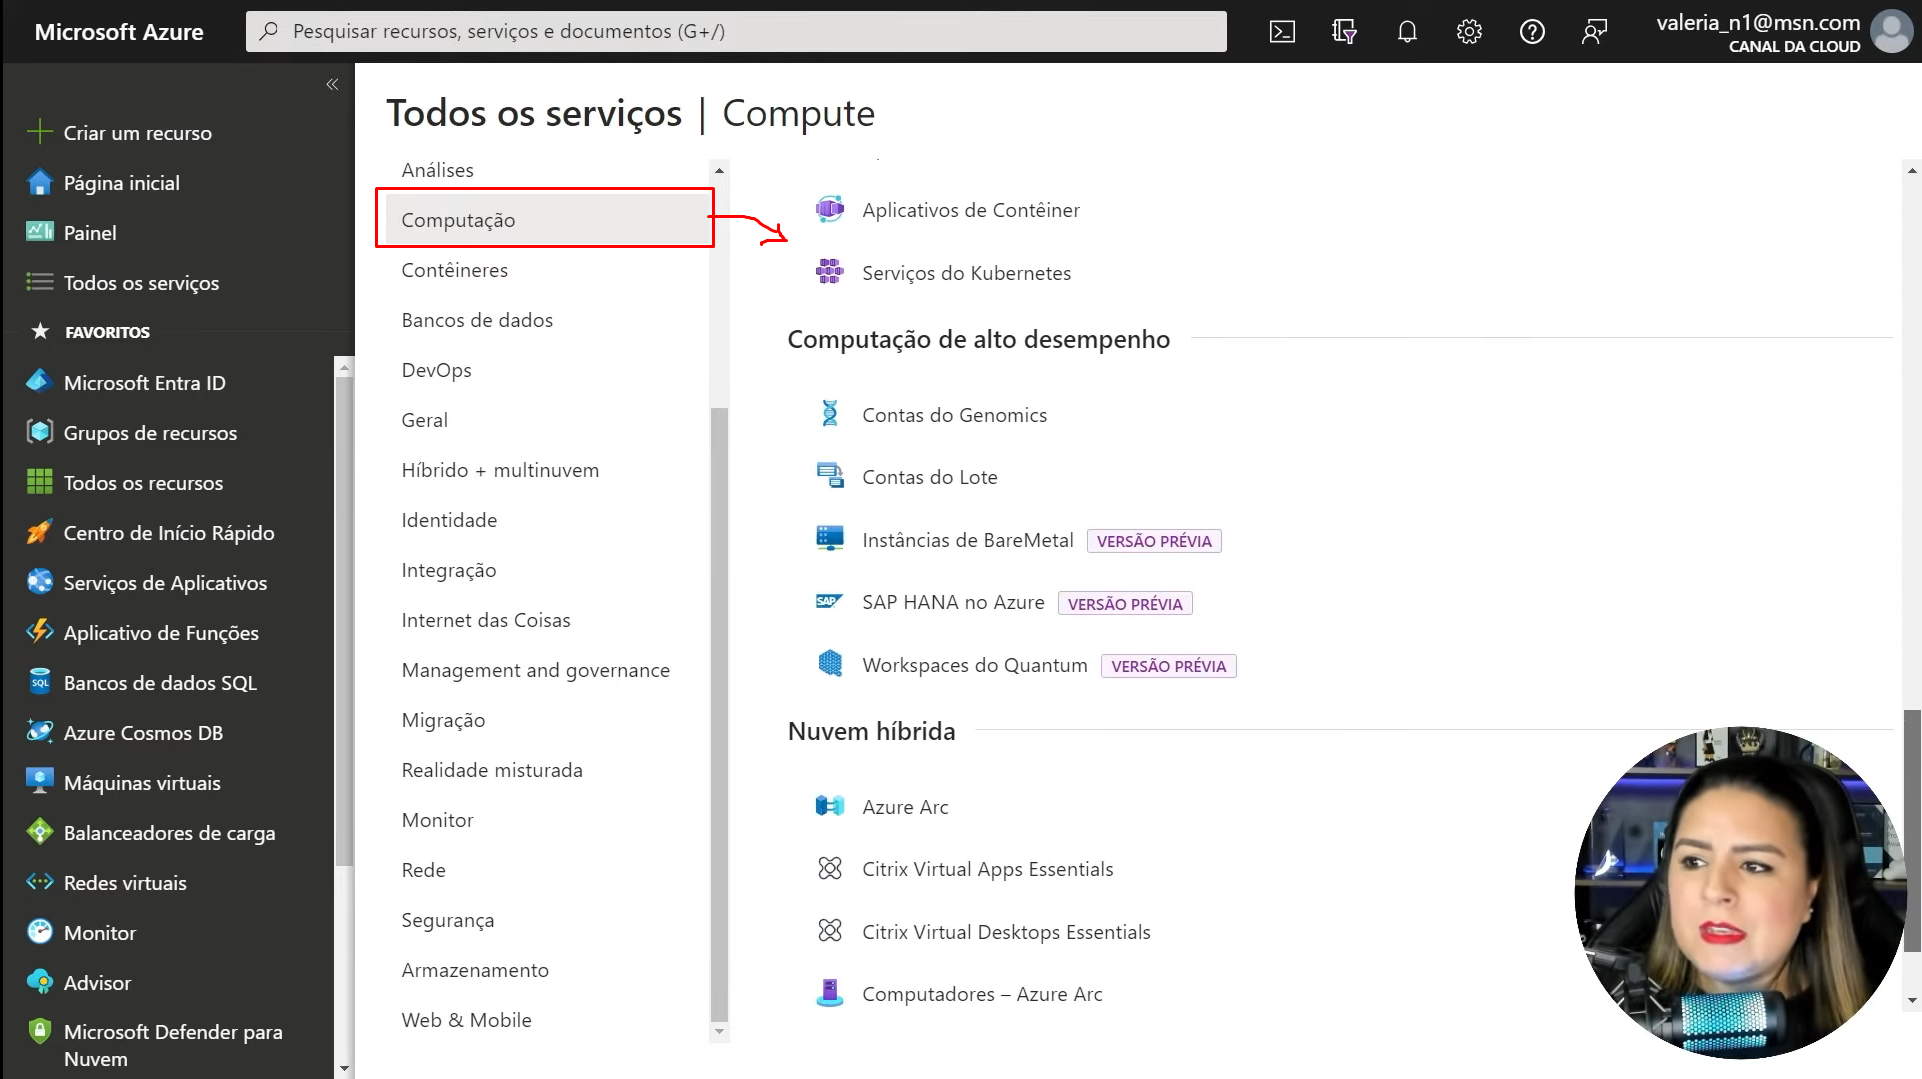 Microsoft Azure
Pesquisar recursos, serviços e documentos (G+/)
valeria_n1@msn.com
CANAL DA CLOUD
Criar um recurso
Página inicial
Painel
Todos os serviços
FAVORITOS
Microsoft Entra ID
Grupos de recursos
Todos os recursos
Centro de Início Rápido
Serviços de Aplicativos
Aplicativo de Funções
SQL
Bancos de dados SQL
Azure Cosmos DB
Máquinas virtuais
Balanceadores de carga
Redes virtuais
Monitor
Advisor
Microsoft Defender para
Nuvem
Todos os serviços | Compute
Análises
Computação
Contêineres
Bancos de dados
DevOps
Geral
Híbrido + multinuvem
Identidade
Integração
Internet das Coisas
Management and governance
Migração
Realidade misturada
Monitor
Rede
Segurança
Armazenamento
Web & Mobile
Aplicativos de Contêiner
Serviços do Kubernetes
Computação de alto desempenho
Contas do Genomics
Contas do Lote
Instâncias de BareMetal VERSÃO PRÉVIA
SAP SAP HANA no Azure VERSÃO PRÉVIA
Workspaces do Quantum VERSÃO PRÉVIA
Nuvem híbrida
Azure Arc
Citrix Virtual Apps Essentials
Citrix Virtual Desktops Essentials
Computadores – Azure Arc